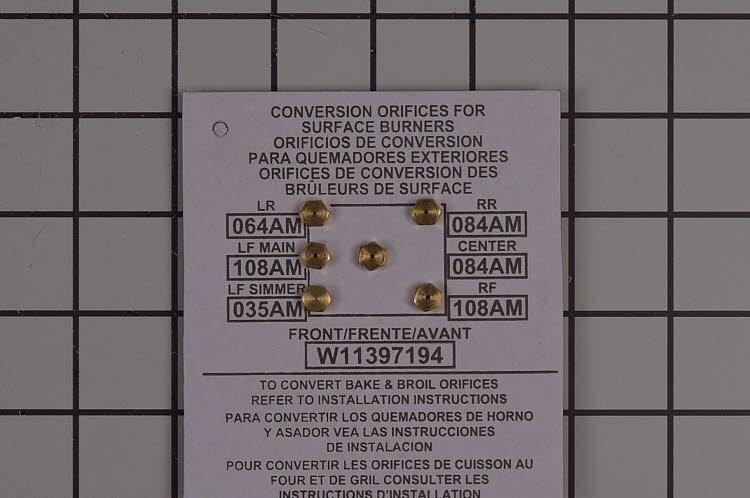 CONVERSION ORIFICES FOR
SURFACE BURNERS
ORIFICIOS DE CONVERSION
PARA QUEMADORES EXTERIORES
ORIFICES DE CONVERSION DES
BRÛLEURS DE SURFACE
LR RR
064AM 084AM
LF MAIN CENTER
108AM 084AM
LF SIMMER RF
035AM 108AM
FRONT/FRENTE/AVANT
W11397194
TO CONVERT BAKE & BROIL ORIFICES
REFER TO INSTALLATION INSTRUCTIONS
PARA CONVERTIR LOS QUEMADORES DE HORNO
Y ASADOR VEA LAS INSTRUCCIONES
DE INSTALACION
POUR CONVERTIR LES ORIFICES DE CUISSON AU
FOUR ET DE GRIL CONSULTER LES
INSTRUCTIONS D'INSTALLATION